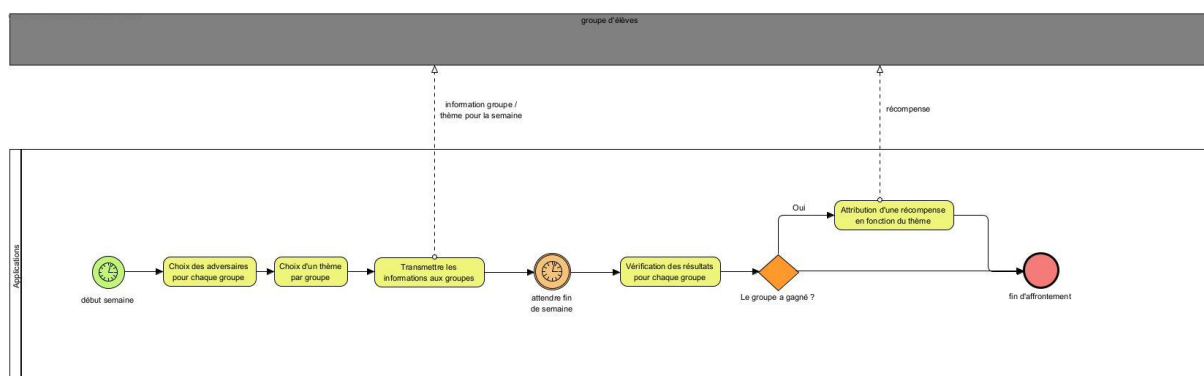 groupe d'élèves
information groupe /
thème pour la semaine
récompense
Applications
début semaine
Choix des adversaires
pour chaque groupe
Choix d'un thème
par groupe
Transmettre les
informations aux groupes
attendre fin
de semaine
Vérification des résultats
pour chaque groupe
Le groupe a gagné ?
Oui
Attribution d'une récompense
en fonction du thème
fin d'affrontement